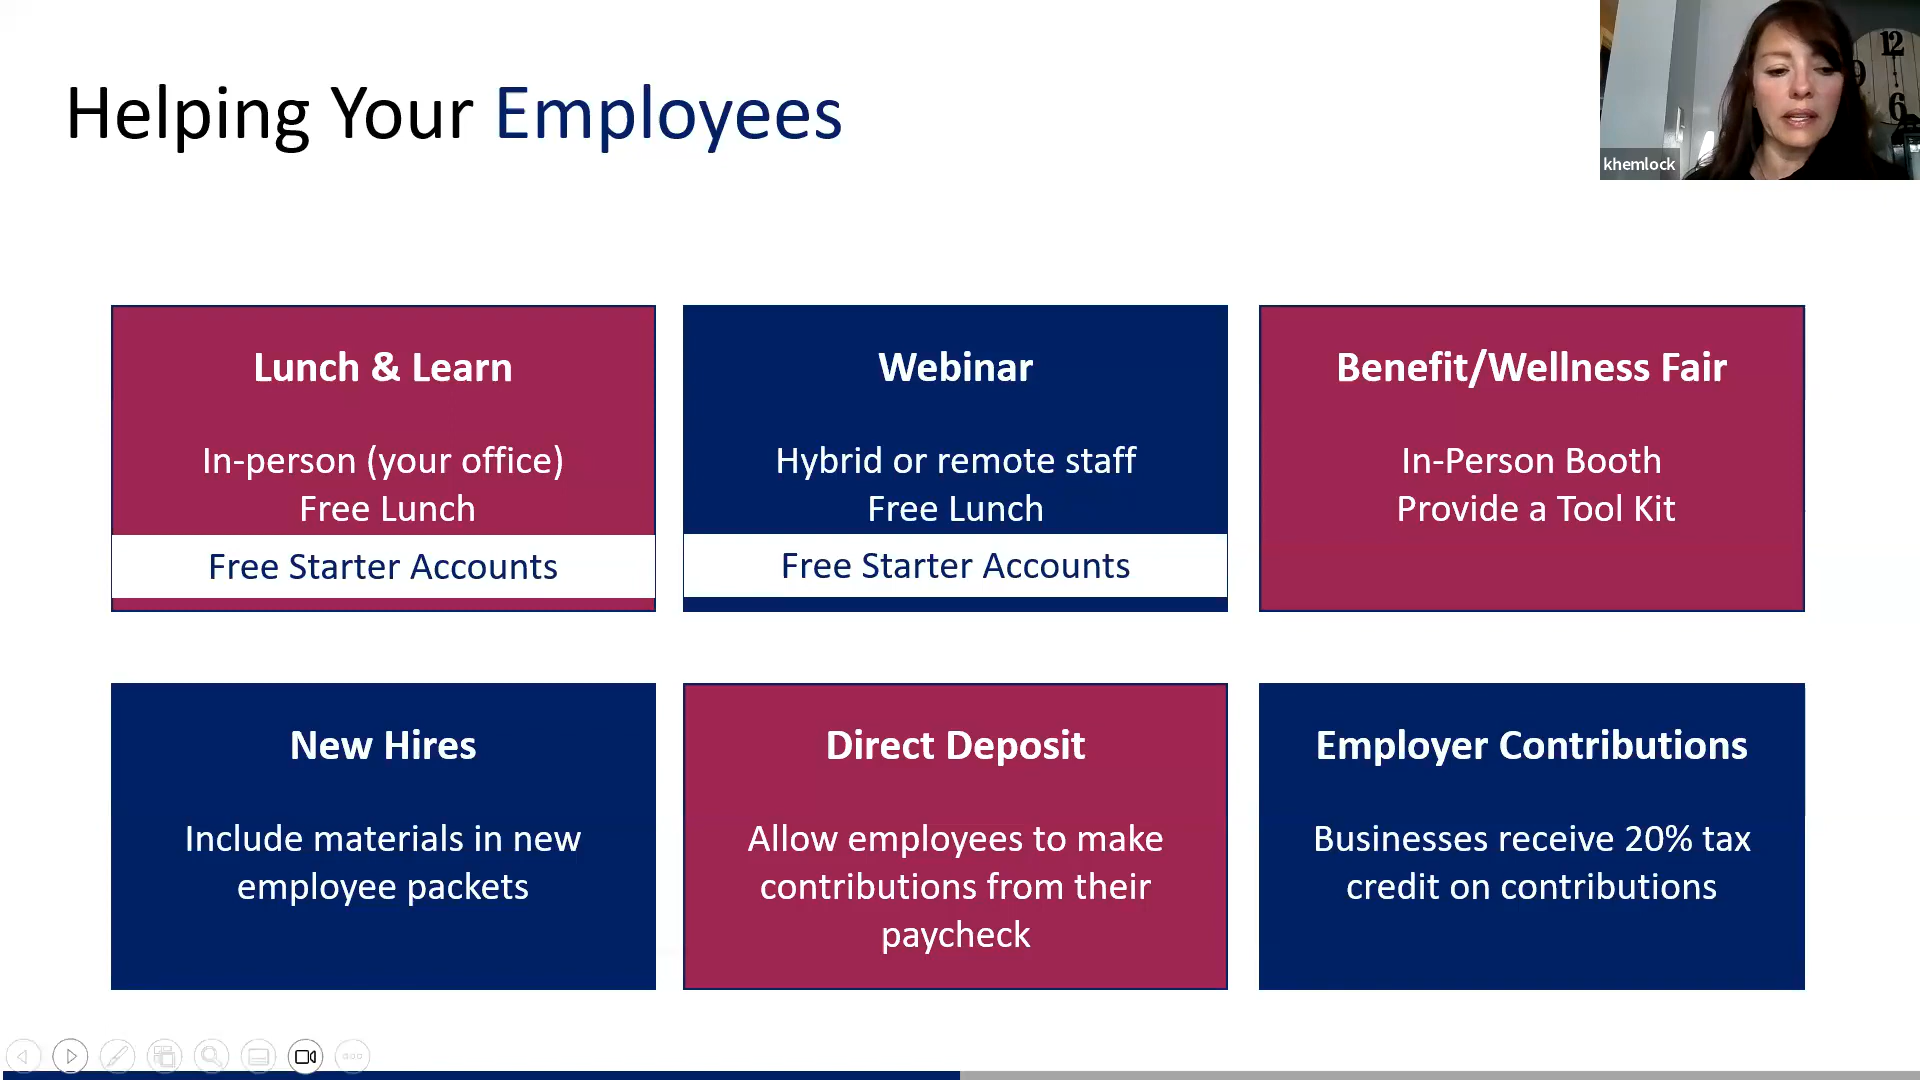 Helping Your Employees
12
9
6
khemlock
Lunch & Learn
In-person (your office)
Free Lunch
Free Starter Accounts
Webinar
Hybrid or remote staff
Free Lunch
Free Starter Accounts
Benefit/Wellness Fair
In-Person Booth
Provide a Tool Kit
New Hires
Include materials in new
employee packets
Direct Deposit
Allow employees to make
contributions from their
paycheck
Employer Contributions
Businesses receive 20% tax
credit on contributions